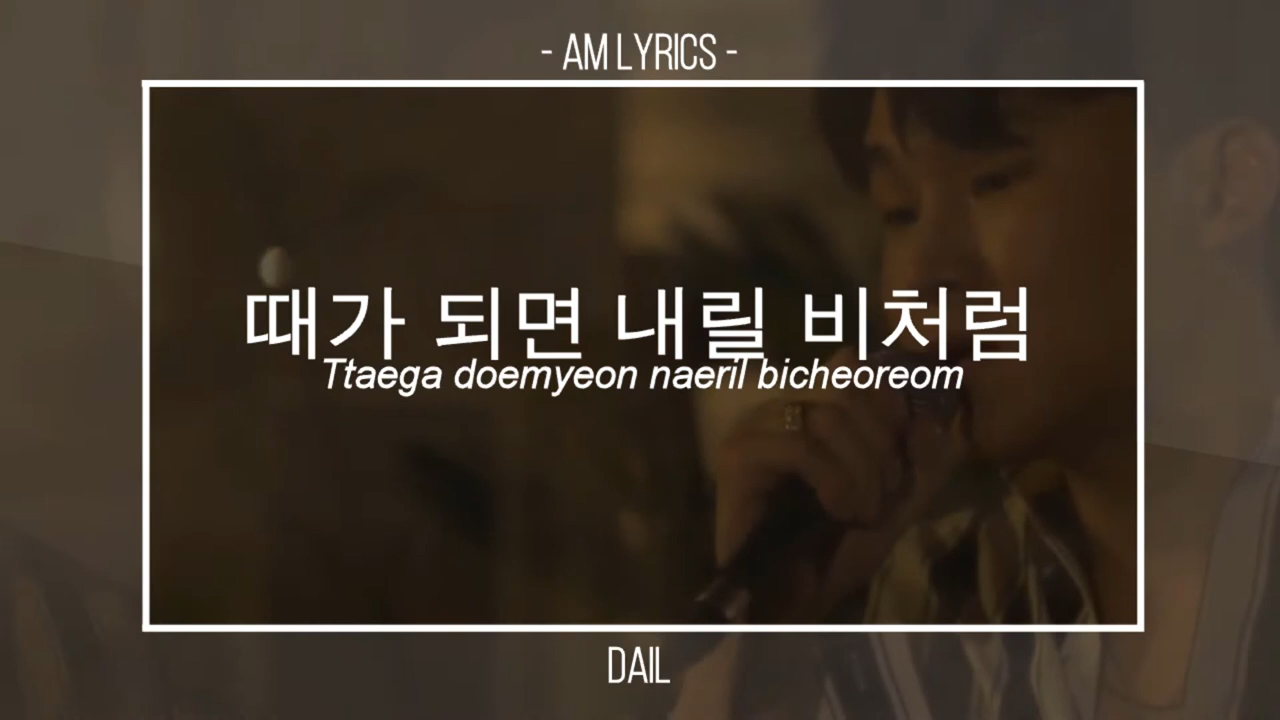 - AM LYRICS -
때가 되면 내릴 비처럼
Ttaega doemyeon naeril bicheoreom
DAIL